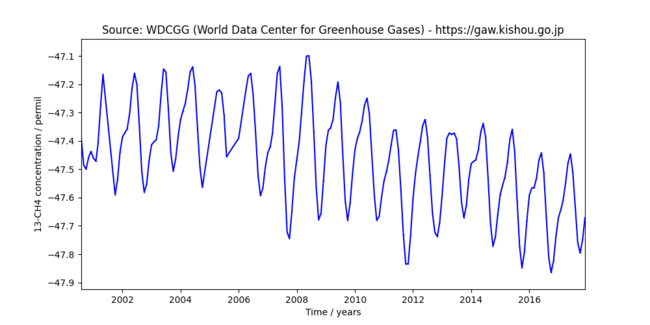 Source: WDCGG (World Data Center for Greenhouse Gases) - https://gaw.kishou.go.jp
−47.1
−47.2
−47.3
−47.4
−47.5
−47.6
−47.7
−47.8
−47.9
13-CH4 concentration / permil
2002 2004 2006 2008 2010 2012 2014 2016
Time / years